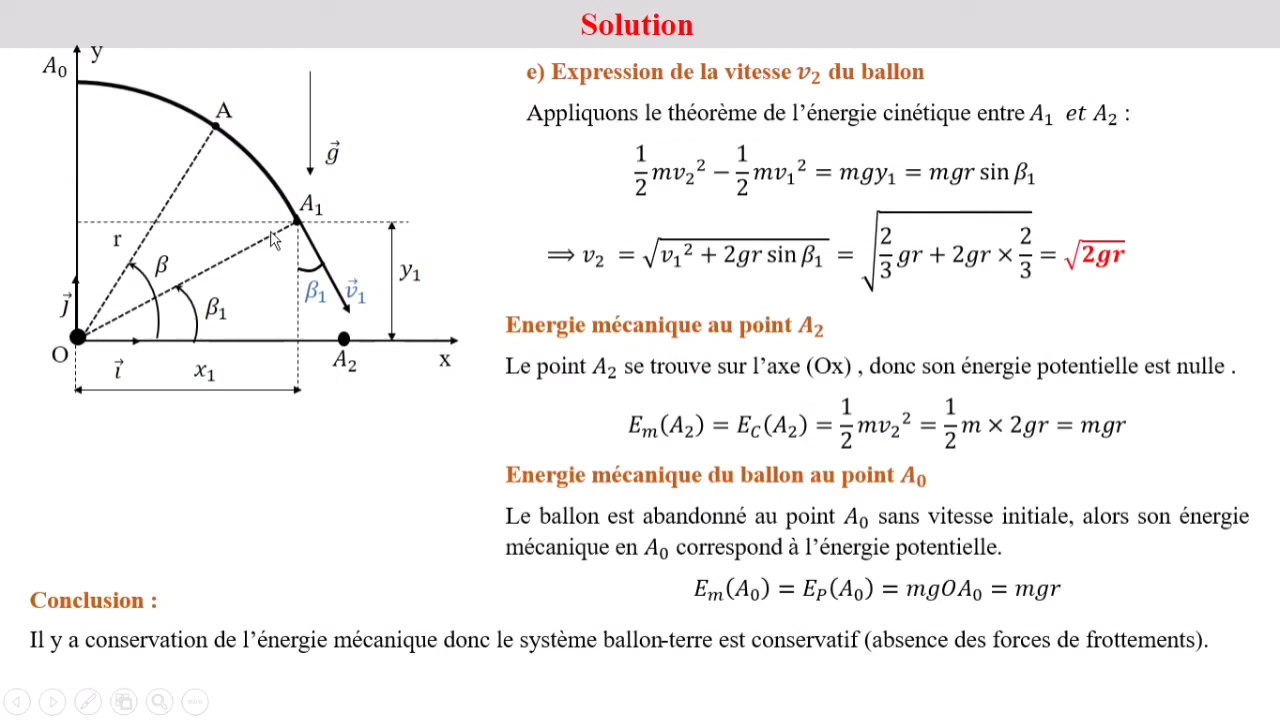 Solution
A₀
y
A
g⃗
A₁
r
β
β₁
β₁ v⃗₁
y₁
j⃗
O
i⃗
x₁
A₂
x
e) Expression de la vitesse v₂ du ballon
Appliquons le théorème de l’énergie cinétique entre A₁ et A₂ :
1/2 mv₂² − 1/2 mv₁² = mgy₁ = mgr sin β₁
⟹ v₂ = √(v₁² + 2gr sin β₁) = √(2/3 gr + 2gr × 2/3) = √2gr
Energie mécanique au point A₂
Le point A₂ se trouve sur l’axe (Ox) , donc son énergie potentielle est nulle .
Eₘ(A₂) = E_C(A₂) = 1/2 mv₂² = 1/2 m × 2gr = mgr
Energie mécanique du ballon au point A₀
Le ballon est abandonné au point A₀ sans vitesse initiale, alors son énergie
mécanique en A₀ correspond à l’énergie potentielle.
Eₘ(A₀) = E_P(A₀) = mgOA₀ = mgr
Conclusion :
Il y a conservation de l’énergie mécanique donc le système ballon-terre est conservatif (absence des forces de frottements).